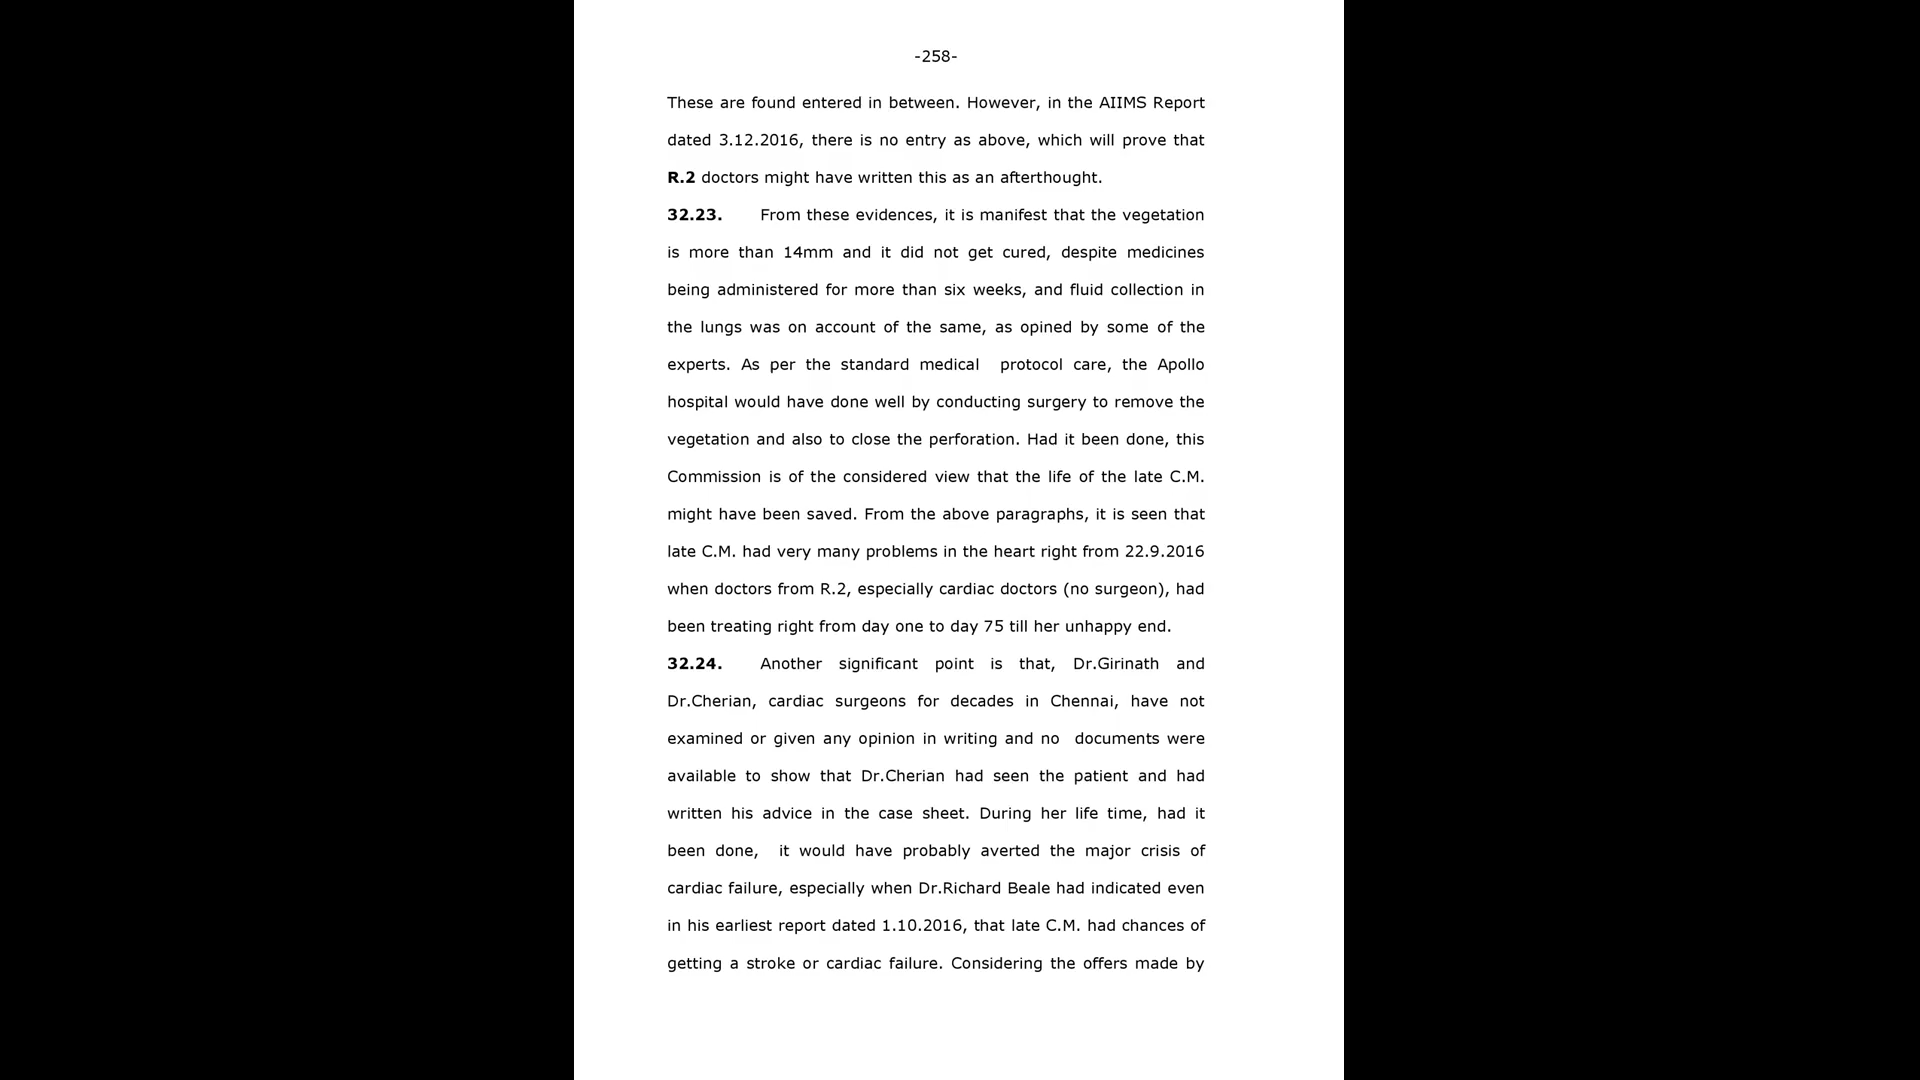 -258-
These are found entered in between. However, in the AIIMS Report
dated 3.12.2016, there is no entry as above, which will prove that
R.2 doctors might have written this as an afterthought.
32.23. From these evidences, it is manifest that the vegetation
is more than 14mm and it did not get cured, despite medicines
being administered for more than six weeks, and fluid collection in
the lungs was on account of the same, as opined by some of the
experts. As per the standard medical protocol care, the Apollo
hospital would have done well by conducting surgery to remove the
vegetation and also to close the perforation. Had it been done, this
Commission is of the considered view that the life of the late C.M.
might have been saved. From the above paragraphs, it is seen that
late C.M. had very many problems in the heart right from 22.9.2016
when doctors from R.2, especially cardiac doctors (no surgeon), had
been treating right from day one to day 75 till her unhappy end.
32.24. Another significant point is that, Dr.Girinath and
Dr.Cherian, cardiac surgeons for decades in Chennai, have not
examined or given any opinion in writing and no documents were
available to show that Dr.Cherian had seen the patient and had
written his advice in the case sheet. During her life time, had it
been done, it would have probably averted the major crisis of
cardiac failure, especially when Dr.Richard Beale had indicated even
in his earliest report dated 1.10.2016, that late C.M. had chances of
getting a stroke or cardiac failure. Considering the offers made by